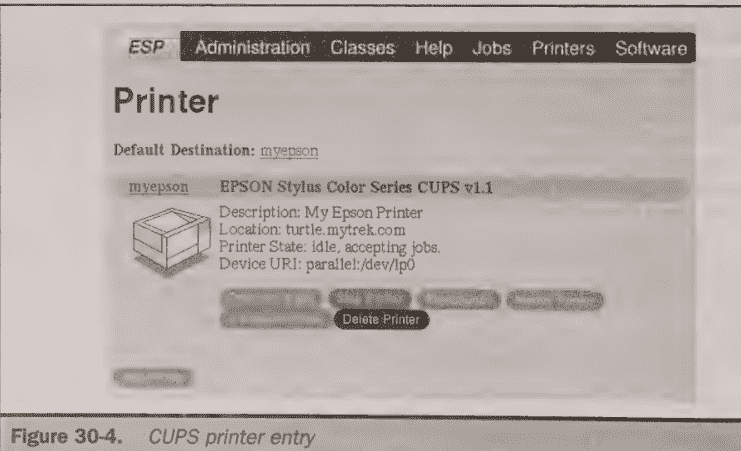 ESP Administration Classes Help Jobs Printers Software
Printer
Default Destination: myepson
myepson EPSON Stylus Color Series CUPS v1.1
Description: My Epson Printer
Location: turtle.mytrek.com
Printer State: idle, accepting jobs.
Device URI: parallel:/dev/lp0
Delete Printer
Figure 30-4. CUPS printer entry